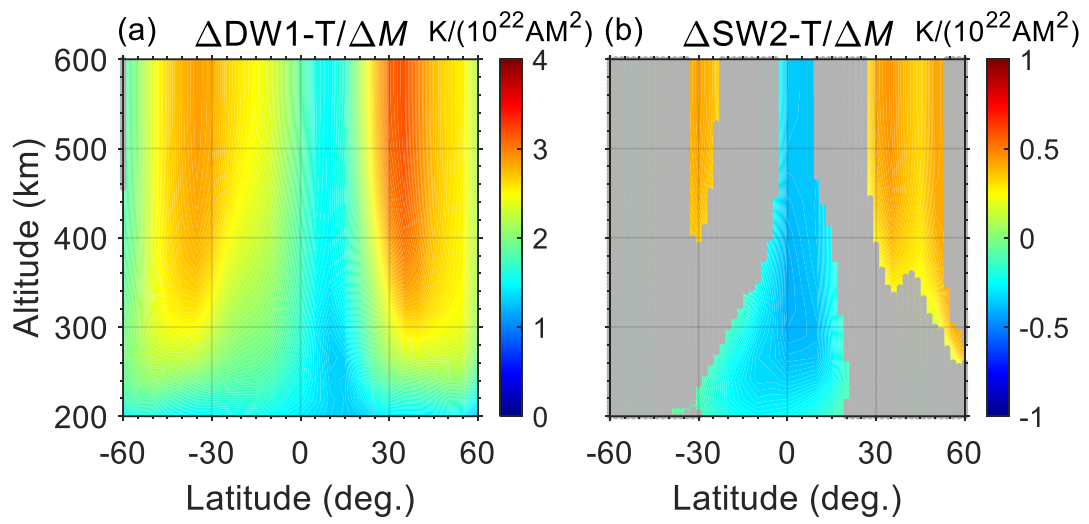 (a) ΔDW1-T/ΔM K/(10²²AM²)
600
500
400
300
200
Altitude (km)
-60 -30 0 30 60
Latitude (deg.)
4
3
2
1
0
(b) ΔSW2-T/ΔM K/(10²²AM²)
-60 -30 0 30 60
Latitude (deg.)
1
0.5
0
-0.5
-1